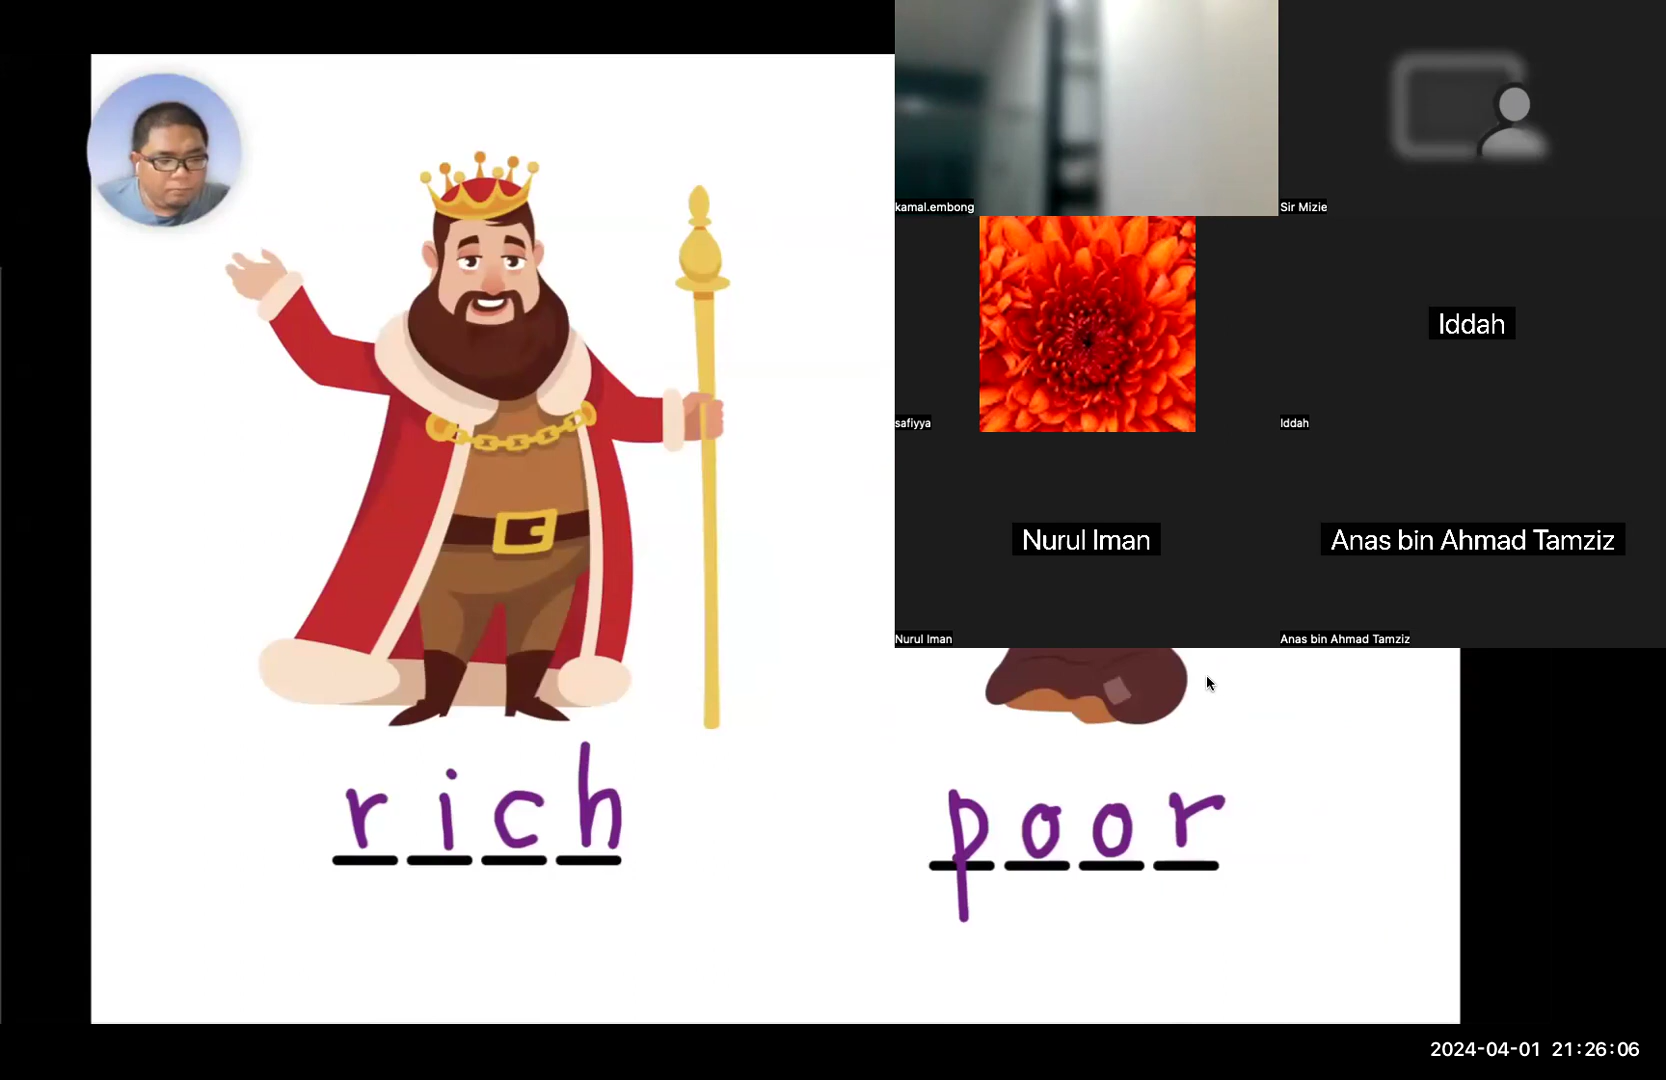 kamal.embong
Sir Mizie
Iddah
safiyya
Iddah
Nurul Iman
Anas bin Ahmad Tamziz
Nurul Iman
Anas bin Ahmad Tamziz
rich
poor
2024-04-01 21:26:06